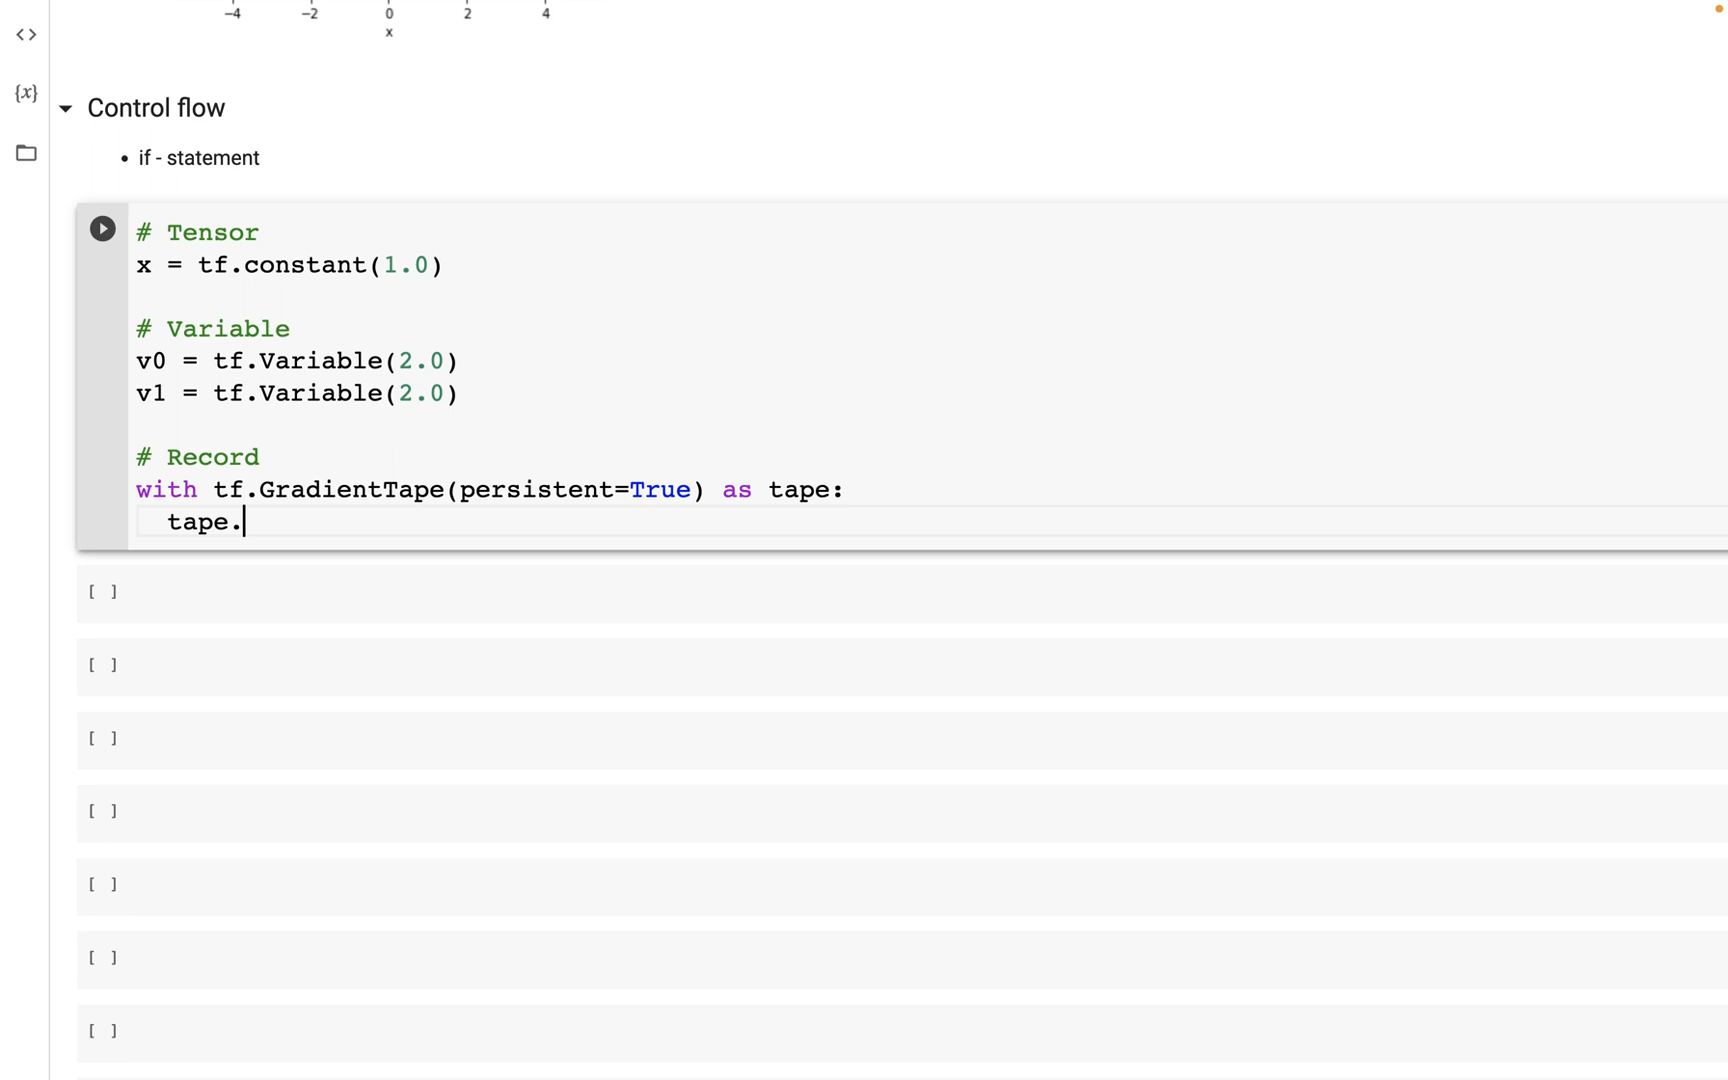 −4 −2 0 2 4
x
<>
{x}
Control flow
• if - statement
# Tensor
x = tf.constant(1.0)
# Variable
v0 = tf.Variable(2.0)
v1 = tf.Variable(2.0)
# Record
with tf.GradientTape(persistent=True) as tape:
tape.
[ ]
[ ]
[ ]
[ ]
[ ]
[ ]
[ ]